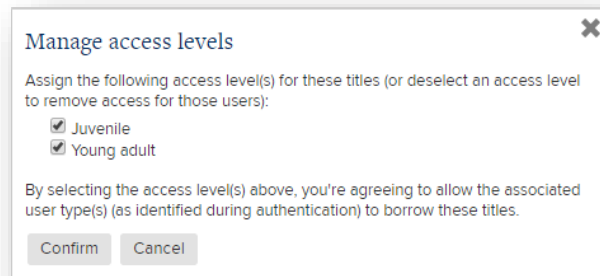 Manage access levels
Assign the following access level(s) for these titles (or deselect an access level
to remove access for those users):
Juvenile
Young adult
By selecting the access level(s) above, you're agreeing to allow the associated
user type(s) (as identified during authentication) to borrow these titles.
Confirm Cancel